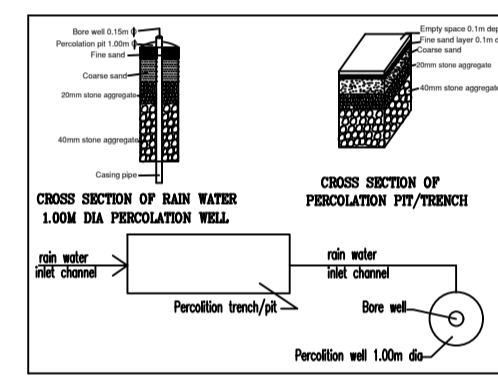 Bore well 0.15m
Percolation pit 1.00m
Fine sand
Coarse sand
20mm stone aggregate
40mm stone aggregate
Casing pipe
CROSS SECTION OF RAIN WATER
1.00M DIA PERCOLATION WELL
Empty space 0.1m dep
Fine sand layer 0.1m d
Coarse sand
20mm stone aggregate
40mm stone aggregate
CROSS SECTION OF
PERCOLATION PIT/TRENCH
rain water
inlet channel
Percolition trench/pit
rain water
inlet channel
Bore well
Percolition well 1.00m dia